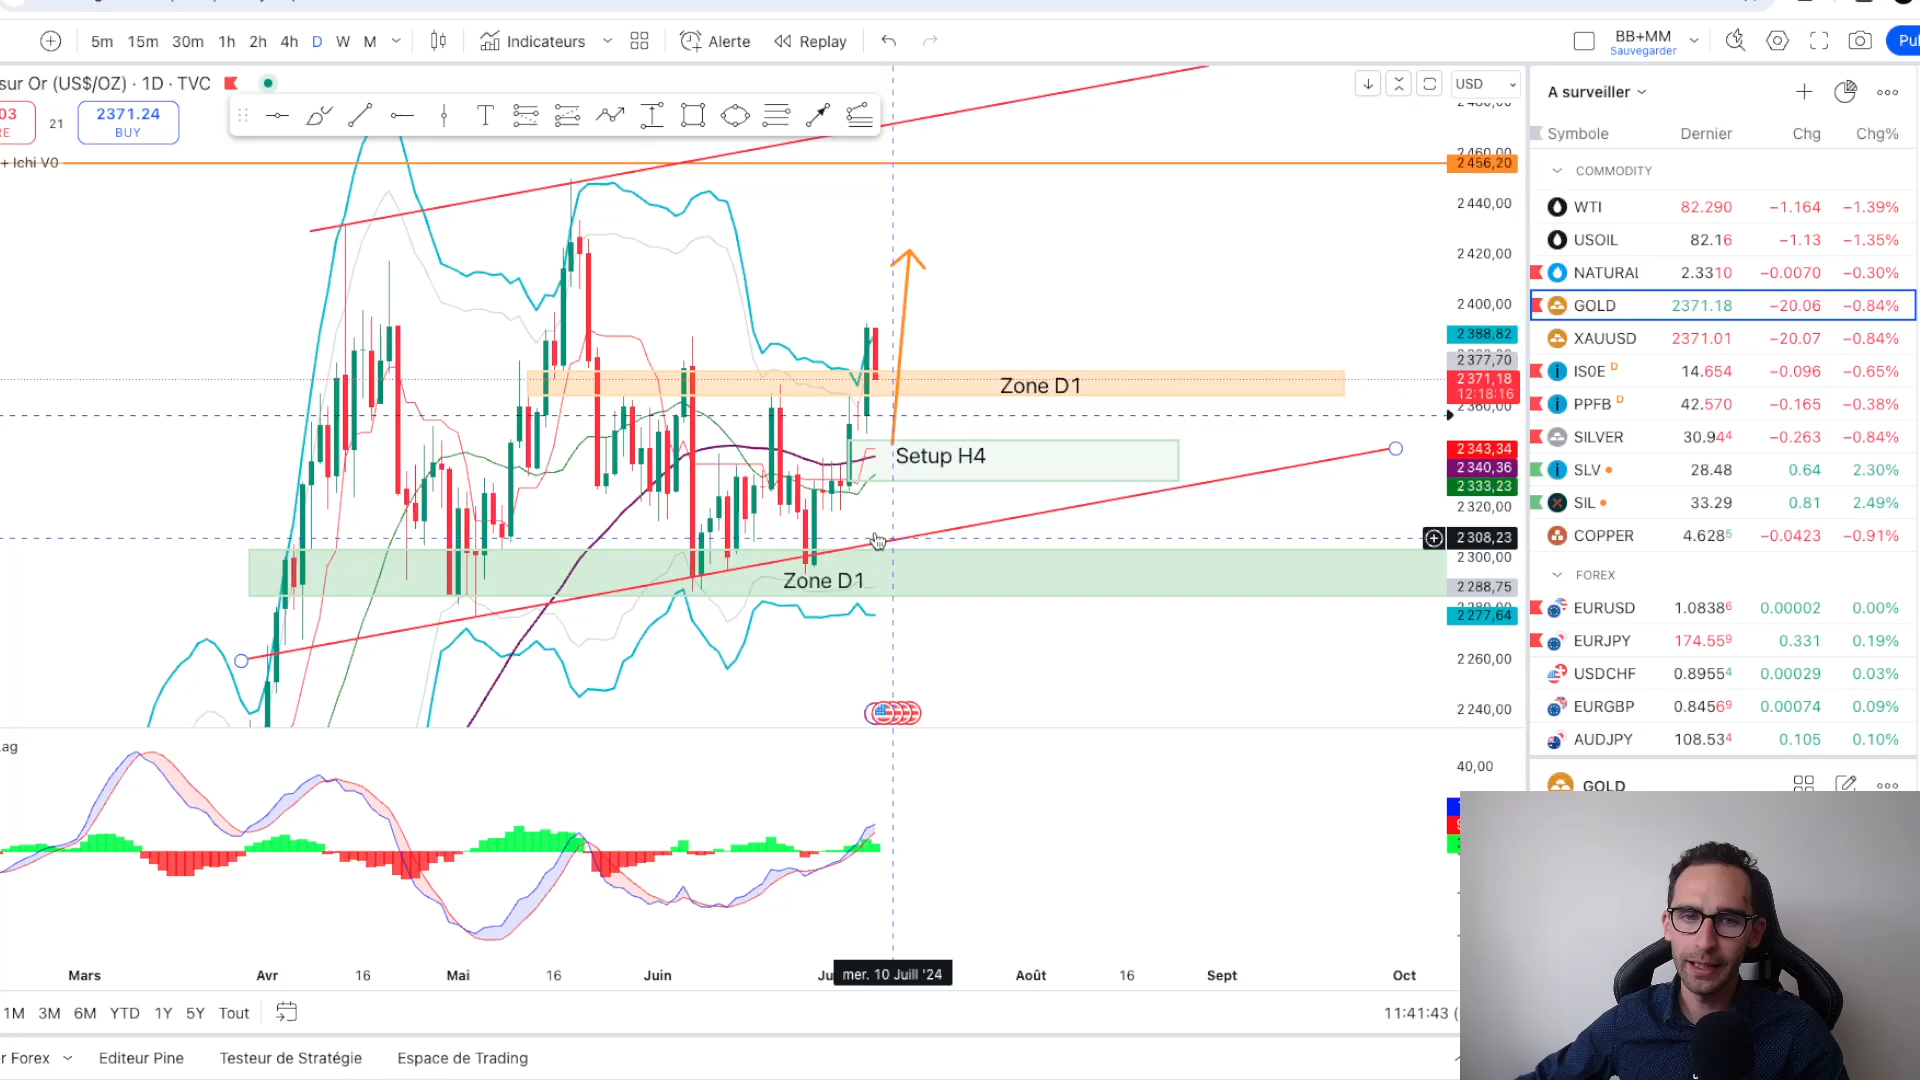 5m 15m 30m 1h 2h 4h D W M Indicateurs Alerte Replay BB+MM
Sauvegarder
sur Or (US$/OZ) · 1D · TVC
USD
2371.24
21
BUY
+ Ichi V0
2 456,20
2 440,00
2 420,00
2 400,00
2 388,82
2 377,70
2 371,18
12:18:16
2 360,00
2 343,34
2 340,36
2 333,23
2 320,00
2 308,23
2 300,00
2 288,75
2 277,64
2 260,00
2 240,00
Zone D1
Setup H4
Zone D1
40,00
Mars Avr 16 Mai 16 Juin mer. 10 Juill '24 Août 16 Sept Oct
1M 3M 6M YTD 1Y 5Y Tout
11:41:43
r Forex Editeur Pine Testeur de Stratégie Espace de Trading
A surveiller
Symbole Dernier Chg Chg%
COMMODITY
WTI 82.290 −1.164 −1.39%
USOIL 82.16 −1.13 −1.35%
NATURAL 2.3310 −0.0070 −0.30%
GOLD 2371.18 −20.06 −0.84%
XAUUSD 2371.01 −20.07 −0.84%
IS0E D 14.654 −0.096 −0.65%
PPFB D 42.570 −0.165 −0.38%
SILVER 30.944 −0.263 −0.84%
SLV 28.48 0.64 2.30%
SIL 33.29 0.81 2.49%
COPPER 4.6285 −0.0423 −0.91%
FOREX
EURUSD 1.08386 0.00002 0.00%
EURJPY 174.559 0.331 0.19%
USDCHF 0.89554 0.00029 0.03%
EURGBP 0.84569 0.00074 0.09%
AUDJPY 108.534 0.105 0.10%
GOLD